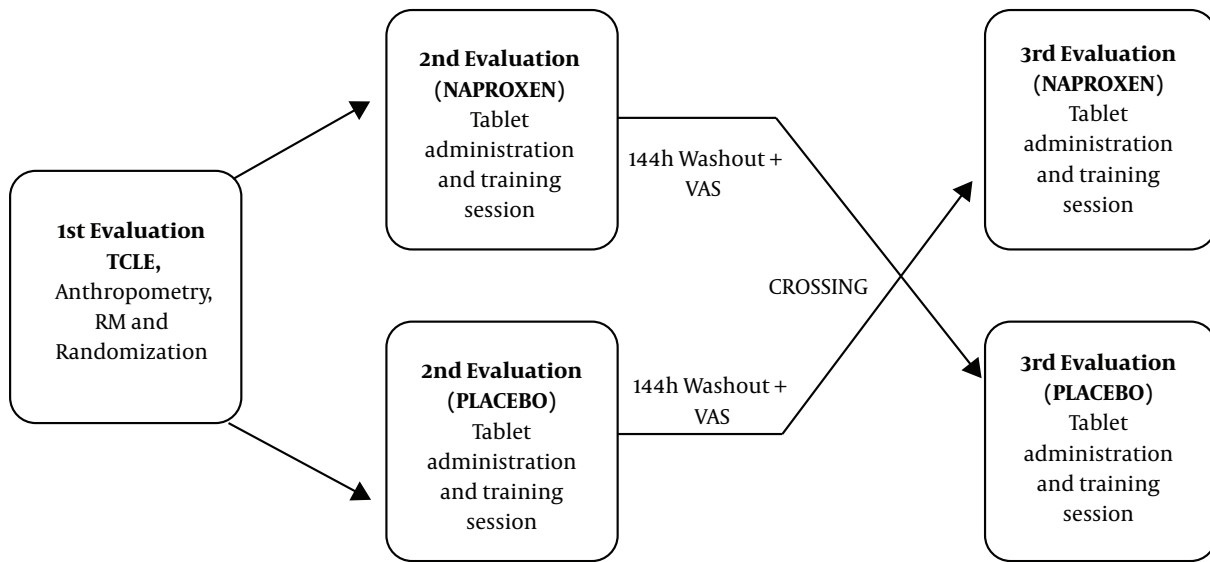 1st Evaluation
TCLE,
Anthropometry,
RM and
Randomization
2nd Evaluation
(NAPROXEN)
Tablet
administration
and training
session
2nd Evaluation
(PLACEBO)
Tablet
administration
and training
session
144h Washout +
VAS
144h Washout +
VAS
CROSSING
3rd Evaluation
(NAPROXEN)
Tablet
administration
and training
session
3rd Evaluation
(PLACEBO)
Tablet
administration
and training
session